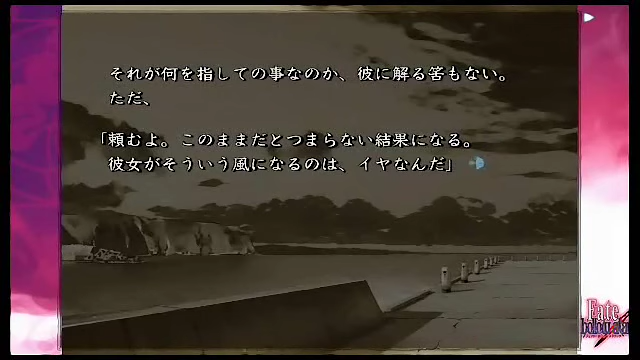 それが何を指しての事なのか、彼に解る筈もない。
ただ、
「頼むよ。このままだとつまらない結果になる。
彼女がそういう風になるのは、イヤなんだ」
Fate
hollow ataraxia